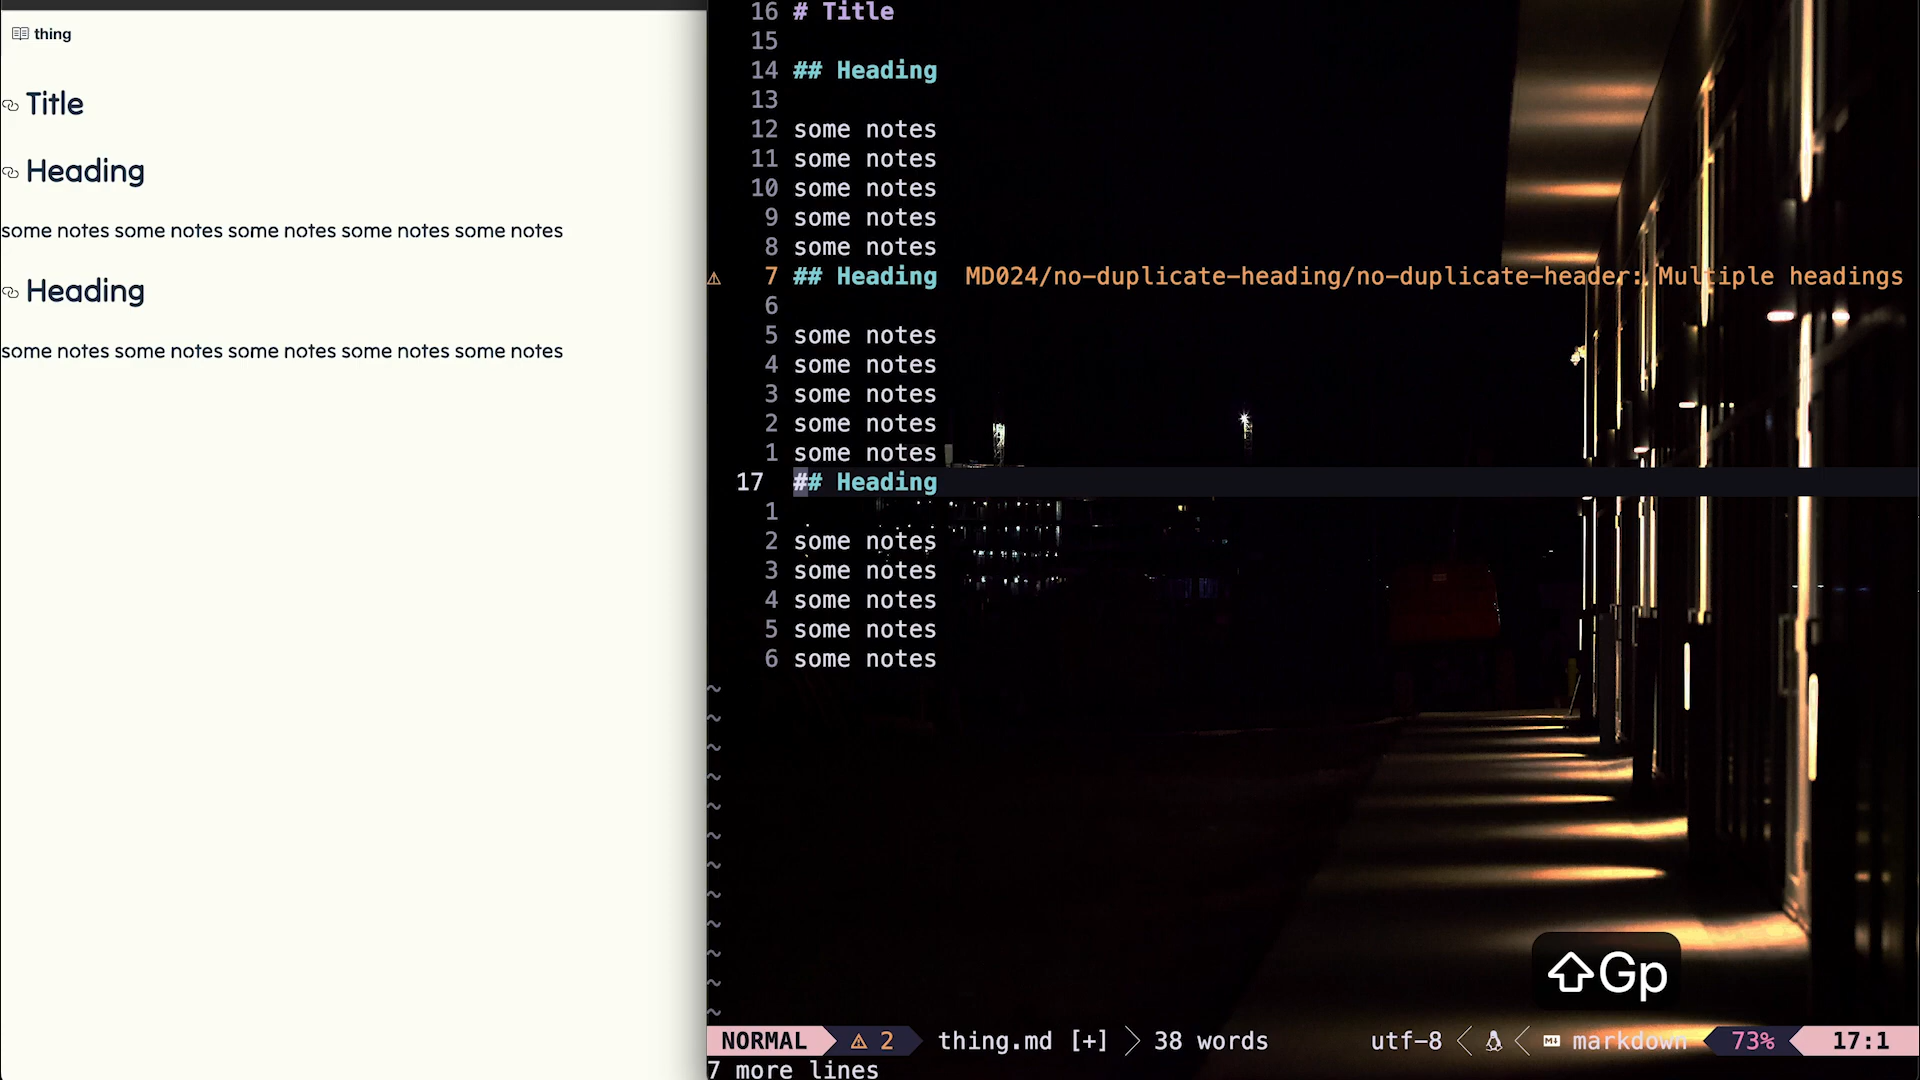 thing
Title
Heading
some notes some notes some notes some notes some notes
Heading
some notes some notes some notes some notes some notes
16 # Title
15
14 ## Heading
13
12 some notes
11 some notes
10 some notes
9 some notes
8 some notes
⚠ 7 ## Heading MD024/no-duplicate-heading/no-duplicate-header: Multiple headings
6
5 some notes
4 some notes
3 some notes
2 some notes
1 some notes
17 ## Heading
1
2 some notes
3 some notes
4 some notes
5 some notes
6 some notes
~
~
~
~
~
~
~
~
~
~
~
~
⇧Gp
NORMAL ⚠ 2 thing.md [+] 38 words utf-8 markdown 73% 17:1
7 more lines